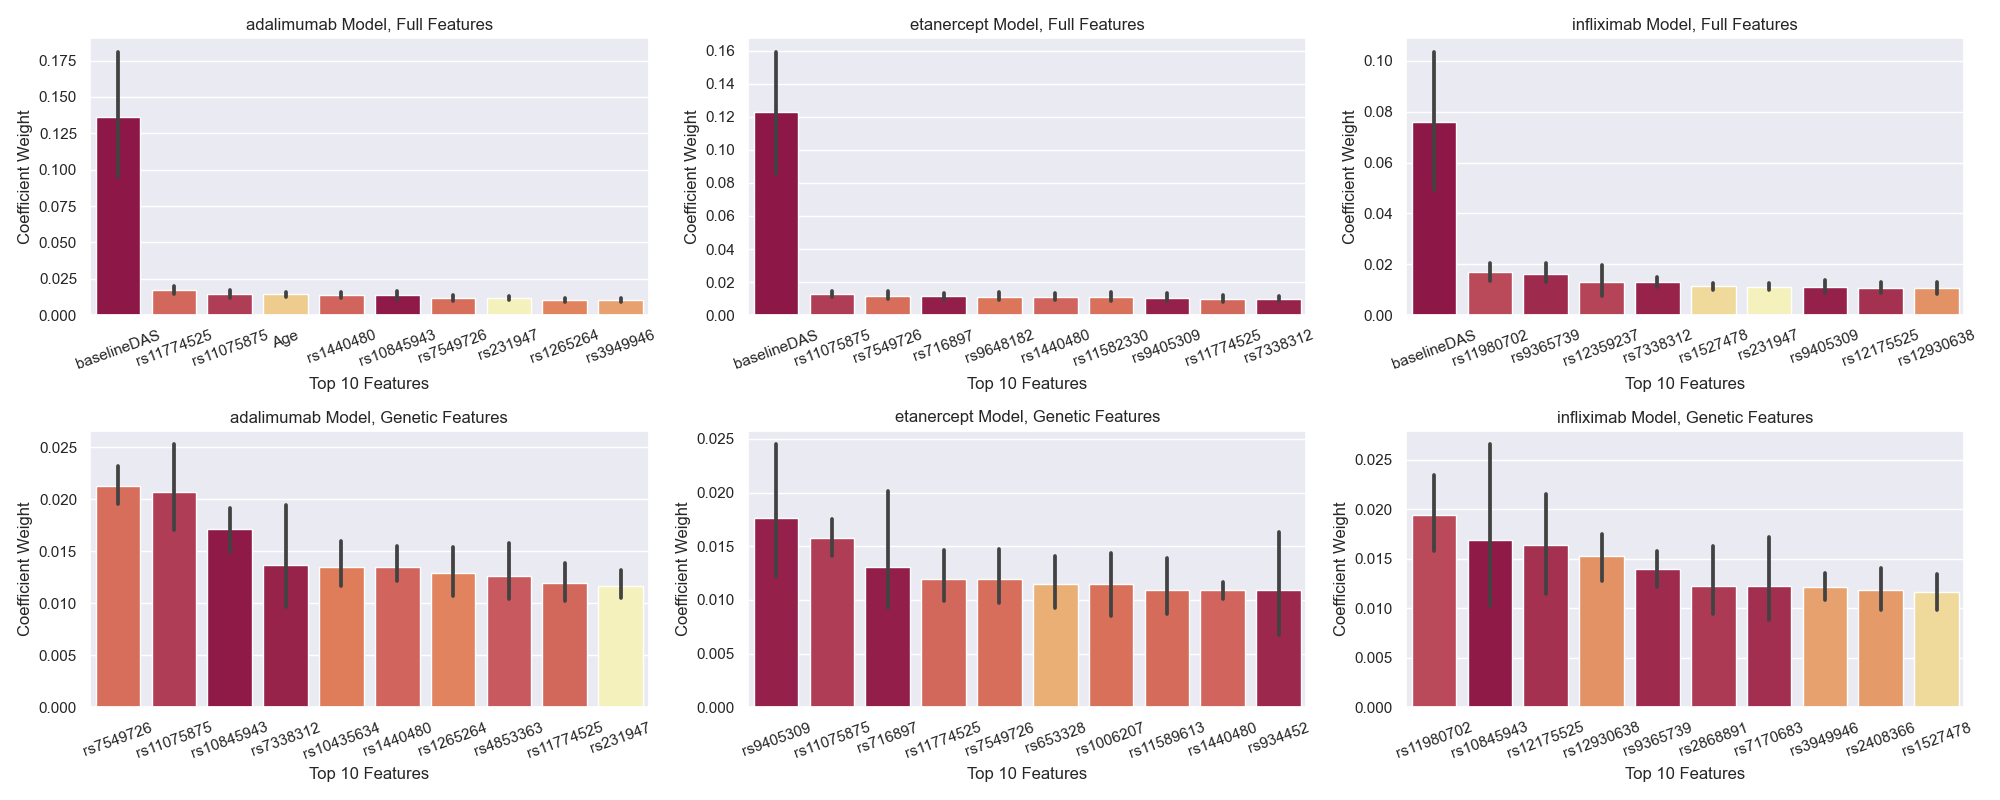 adalimumab Model, Full Features
Coefficient Weight
0.175
0.150
0.125
0.100
0.075
0.050
0.025
0.000
baselineDAS
rs11774525
rs11075875
Age
rs1440480
rs10845943
rs7549726
rs231947
rs1265264
rs3949946
Top 10 Features
etanercept Model, Full Features
Coefficient Weight
0.16
0.14
0.12
0.10
0.08
0.06
0.04
0.02
0.00
baselineDAS
rs11075875
rs7549726
rs716897
rs9648182
rs1440480
rs11582330
rs9405309
rs11774525
rs7338312
Top 10 Features
infliximab Model, Full Features
Coefficient Weight
0.10
0.08
0.06
0.04
0.02
0.00
baselineDAS
rs11980702
rs9365739
rs12359237
rs7338312
rs1527478
rs231947
rs9405309
rs12175525
rs12930638
Top 10 Features
adalimumab Model, Genetic Features
Coefficient Weight
0.025
0.020
0.015
0.010
0.005
0.000
rs7549726
rs11075875
rs10845943
rs7338312
rs10435634
rs1440480
rs1265264
rs4853363
rs11774525
rs231947
Top 10 Features
etanercept Model, Genetic Features
Coefficient Weight
0.025
0.020
0.015
0.010
0.005
0.000
rs9405309
rs11075875
rs716897
rs11774525
rs7549726
rs653328
rs1006207
rs11589613
rs1440480
rs934452
Top 10 Features
infliximab Model, Genetic Features
Coefficient Weight
0.025
0.020
0.015
0.010
0.005
0.000
rs11980702
rs10845943
rs12175525
rs12930638
rs9365739
rs2868891
rs7170683
rs3949946
rs2408366
rs1527478
Top 10 Features